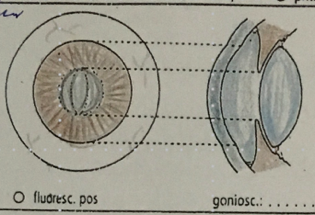 fluoresc. pos
goniosc.: . . . . . .